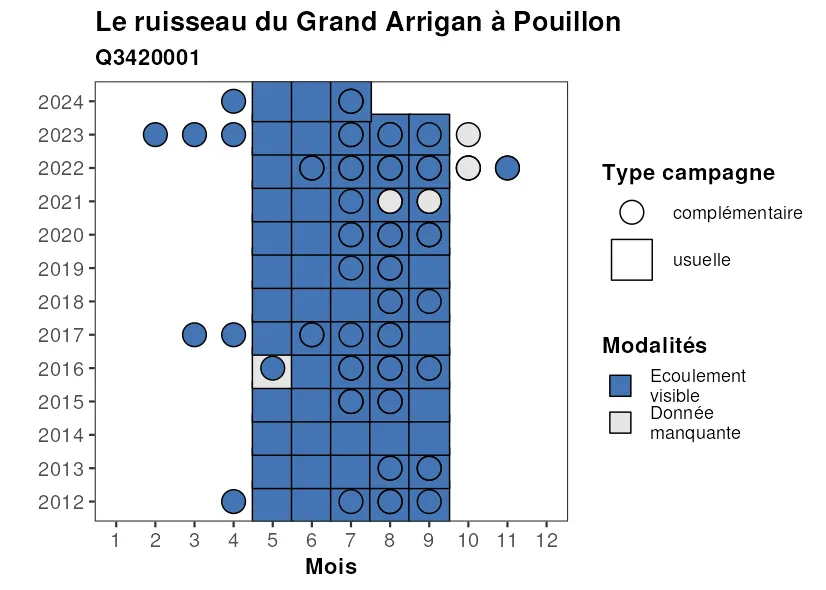 Le ruisseau du Grand Arrigan à Pouillon
Q3420001
2024
2023
2022
2021
2020
2019
2018
2017
2016
2015
2014
2013
2012
1 2 3 4 5 6 7 8 9 10 11 12
Mois
Type campagne
complémentaire
usuelle
Modalités
Ecoulement
visible
Donnée
manquante